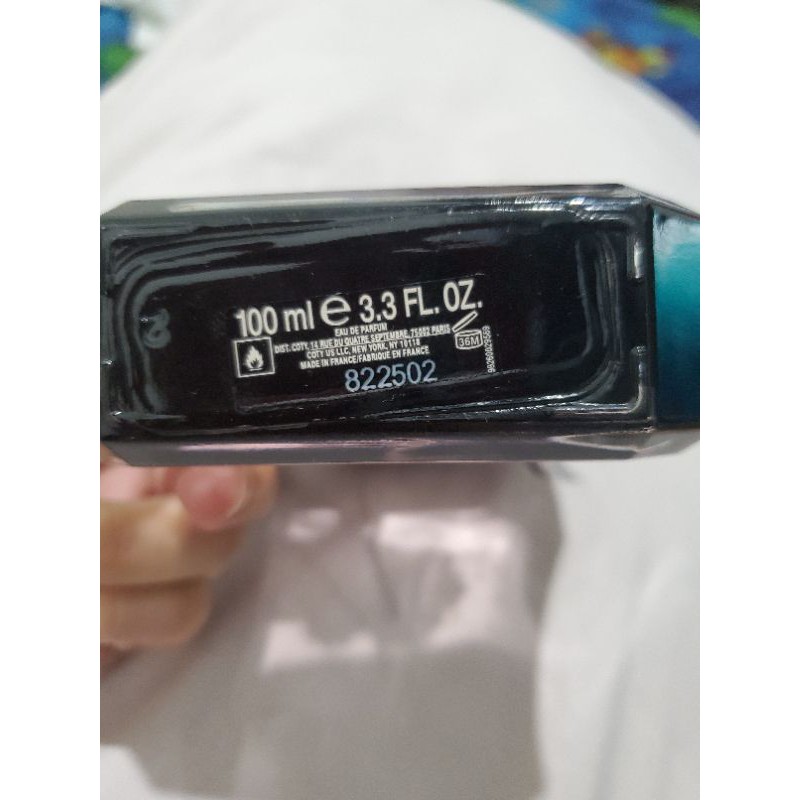 100 ml e 3.3 FL. OZ.
EAU DE PARFUM
DIST. COTY, 14 RUE DU QUATRE SEPTEMBRE, 75002 PARIS
COTY US LLC, NEW YORK, NY 10118
MADE IN FRANCE/FABRIQUE EN FRANCE
36M
822502